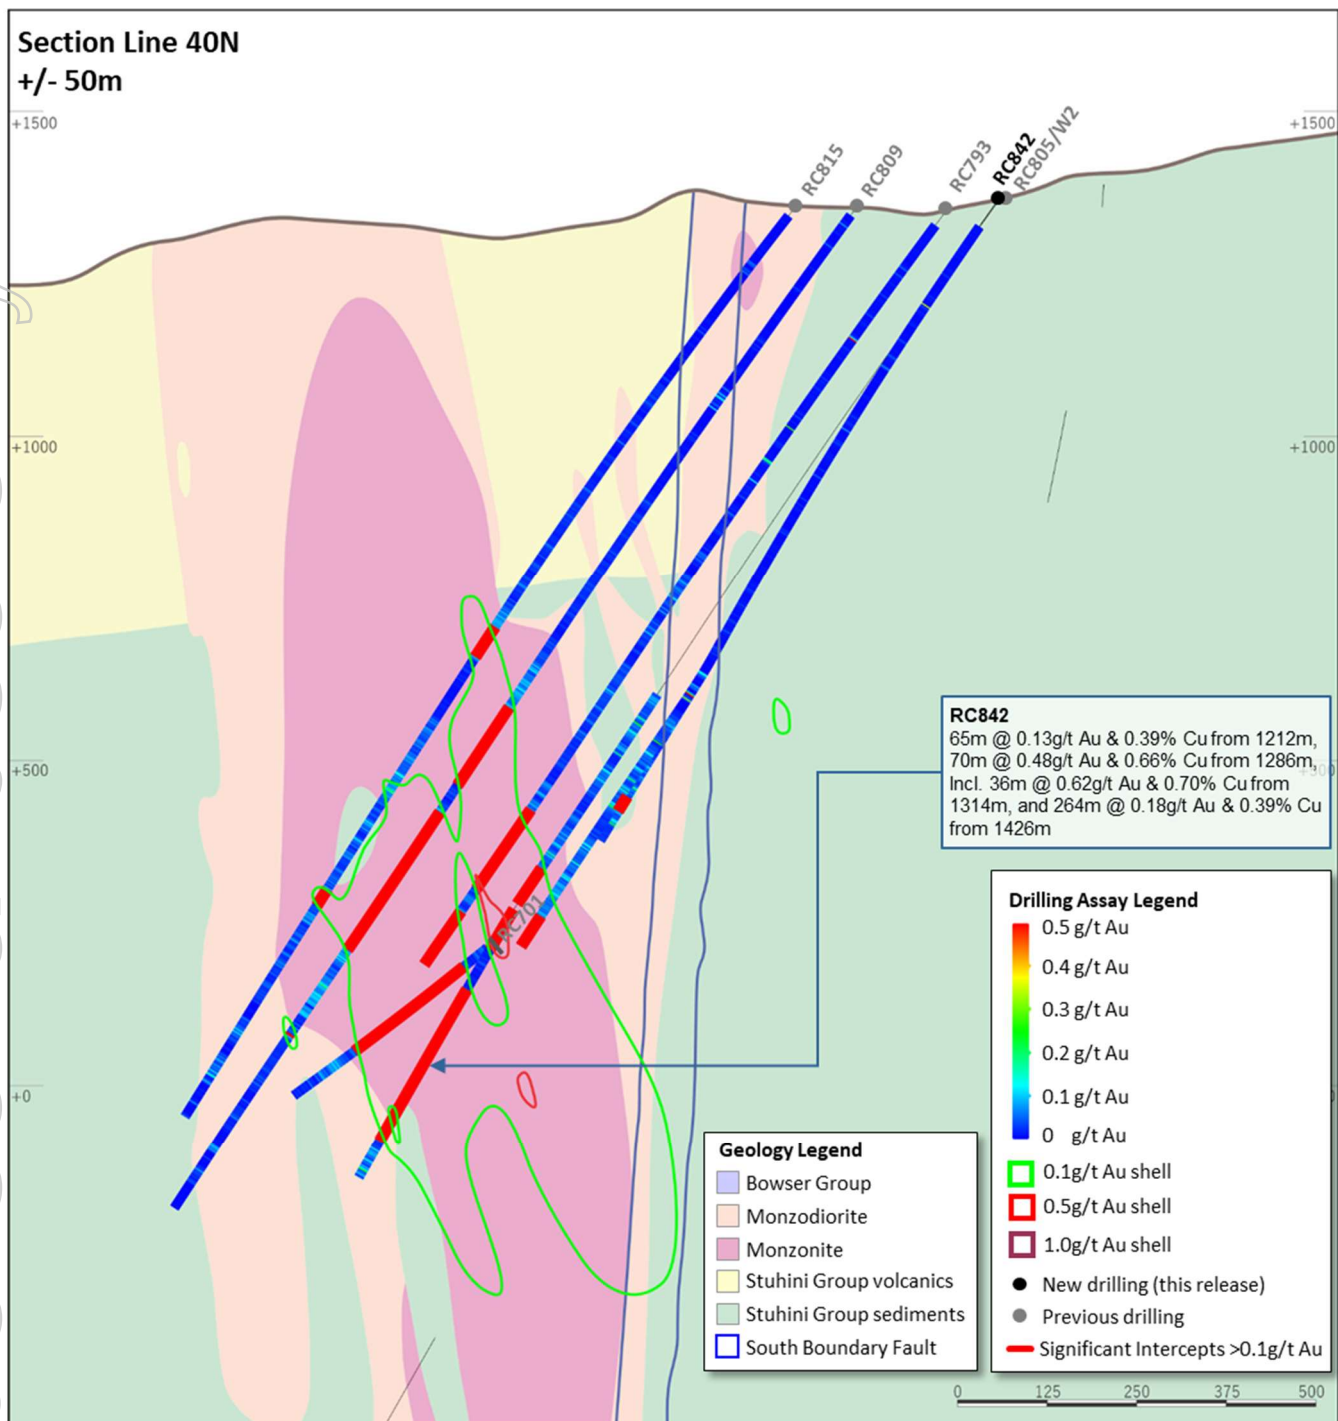 Section Line 40N
+/- 50m
+1500
+1500
RC815
RC809
RC793
RC842
RC805/W2
+1000
+1000
+500
RC842
65m @ 0.13g/t Au & 0.39% Cu from 1212m,
70m @ 0.48g/t Au & 0.66% Cu from 1286m,
Incl. 36m @ 0.62g/t Au & 0.70% Cu from
1314m, and 264m @ 0.18g/t Au & 0.39% Cu
from 1426m
RC701
+0
Drilling Assay Legend
0.5 g/t Au
0.4 g/t Au
0.3 g/t Au
0.2 g/t Au
0.1 g/t Au
0 g/t Au
0.1g/t Au shell
0.5g/t Au shell
1.0g/t Au shell
New drilling (this release)
Previous drilling
Significant Intercepts >0.1g/t Au
Geology Legend
Bowser Group
Monzodiorite
Monzonite
Stuhini Group volcanics
Stuhini Group sediments
South Boundary Fault
0 125 250 375 500